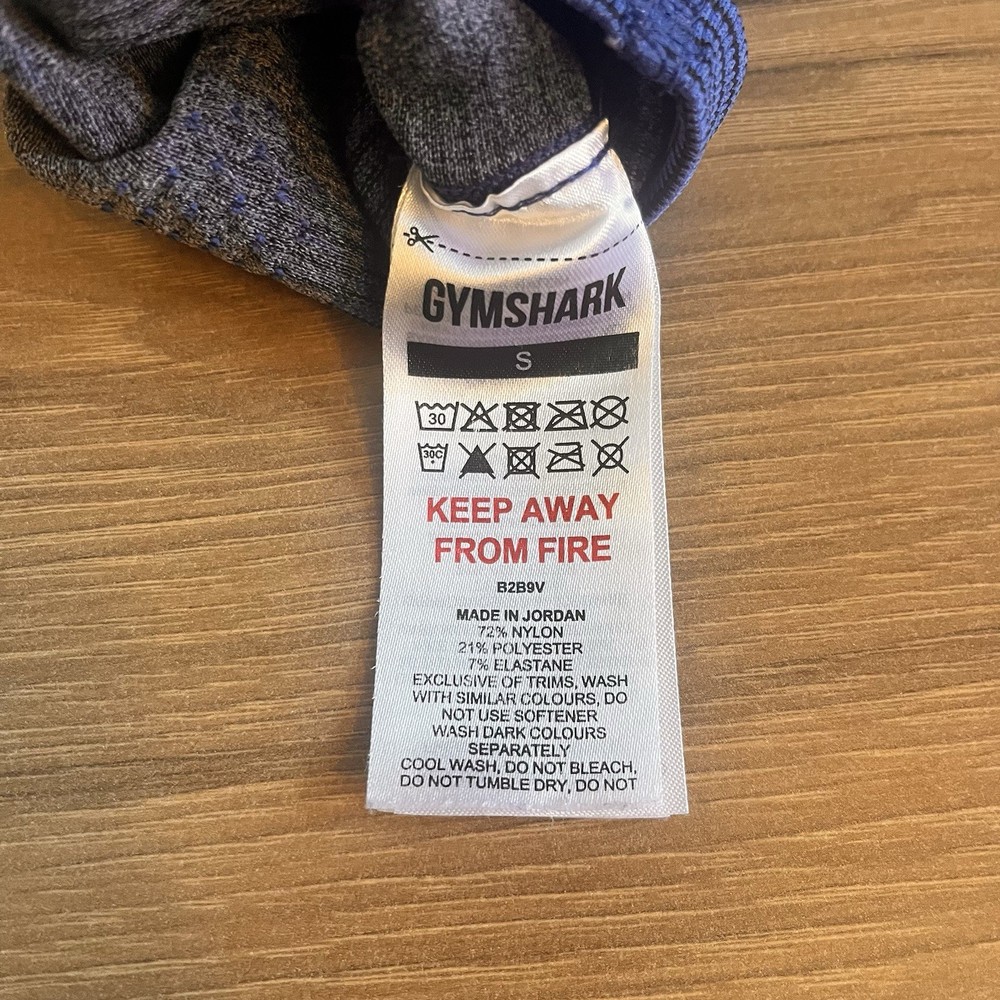 GYMSHARK
S
30
30C
KEEP AWAY
FROM FIRE
B2B9V
MADE IN JORDAN
72% NYLON
21% POLYESTER
7% ELASTANE
EXCLUSIVE OF TRIMS, WASH
WITH SIMILAR COLOURS, DO
NOT USE SOFTENER
WASH DARK COLOURS
SEPARATELY
COOL WASH, DO NOT BLEACH,
DO NOT TUMBLE DRY, DO NOT